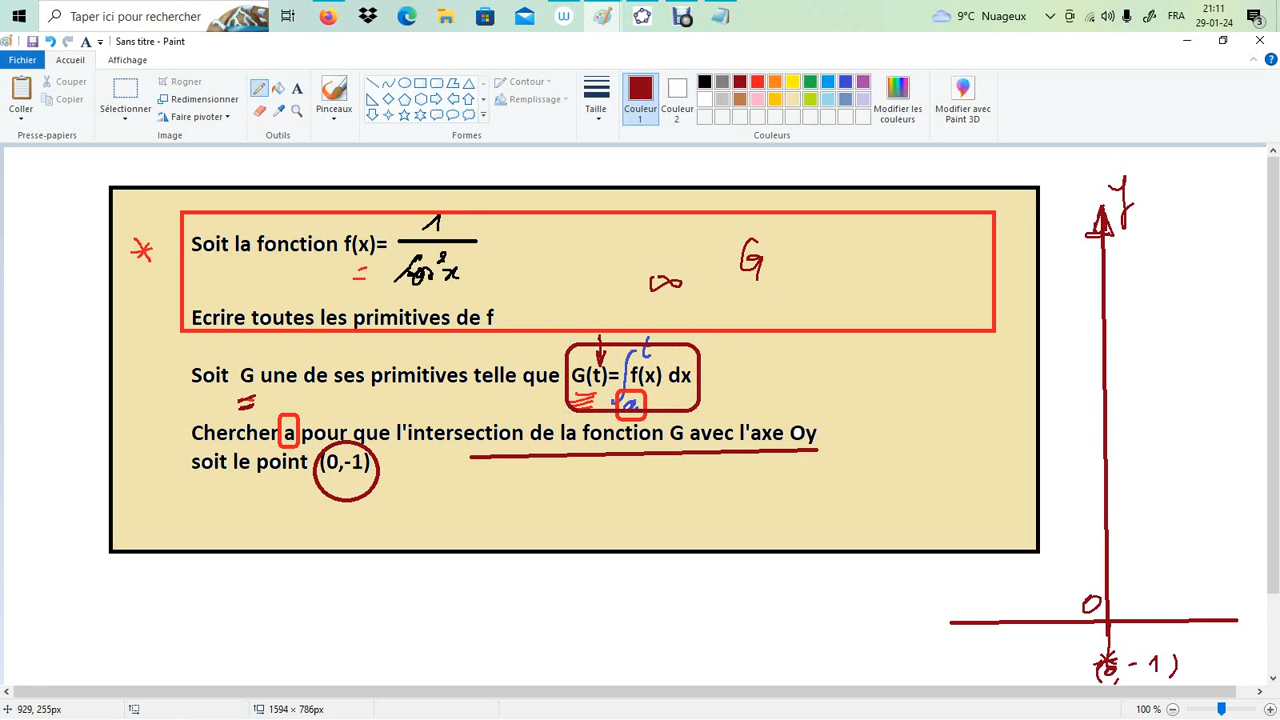 Taper ici pour rechercher
9°C Nuageux
FRA
21:11
29-01-24
Sans titre - Paint
Fichier
Accueil
Affichage
Coller
Couper
Copier
Presse-papiers
Sélectionner
Rogner
Redimensionner
Faire pivoter
Image
Outils
Pinceaux
Formes
Contour
Remplissage
Taille
Couleur 1
Couleur 2
Couleurs
Modifier les couleurs
Modifier avec Paint 3D
Soit la fonction f(x)= 1
=
∞
G
Ecrire toutes les primitives de f
Soit G une de ses primitives telle que G(t)= ∫ f(x) dx
t
a
Chercher a pour que l'intersection de la fonction G avec l'axe Oy
soit le point (0,-1)
y
0
- 1 )
929, 255px
1594 × 786px
100 %